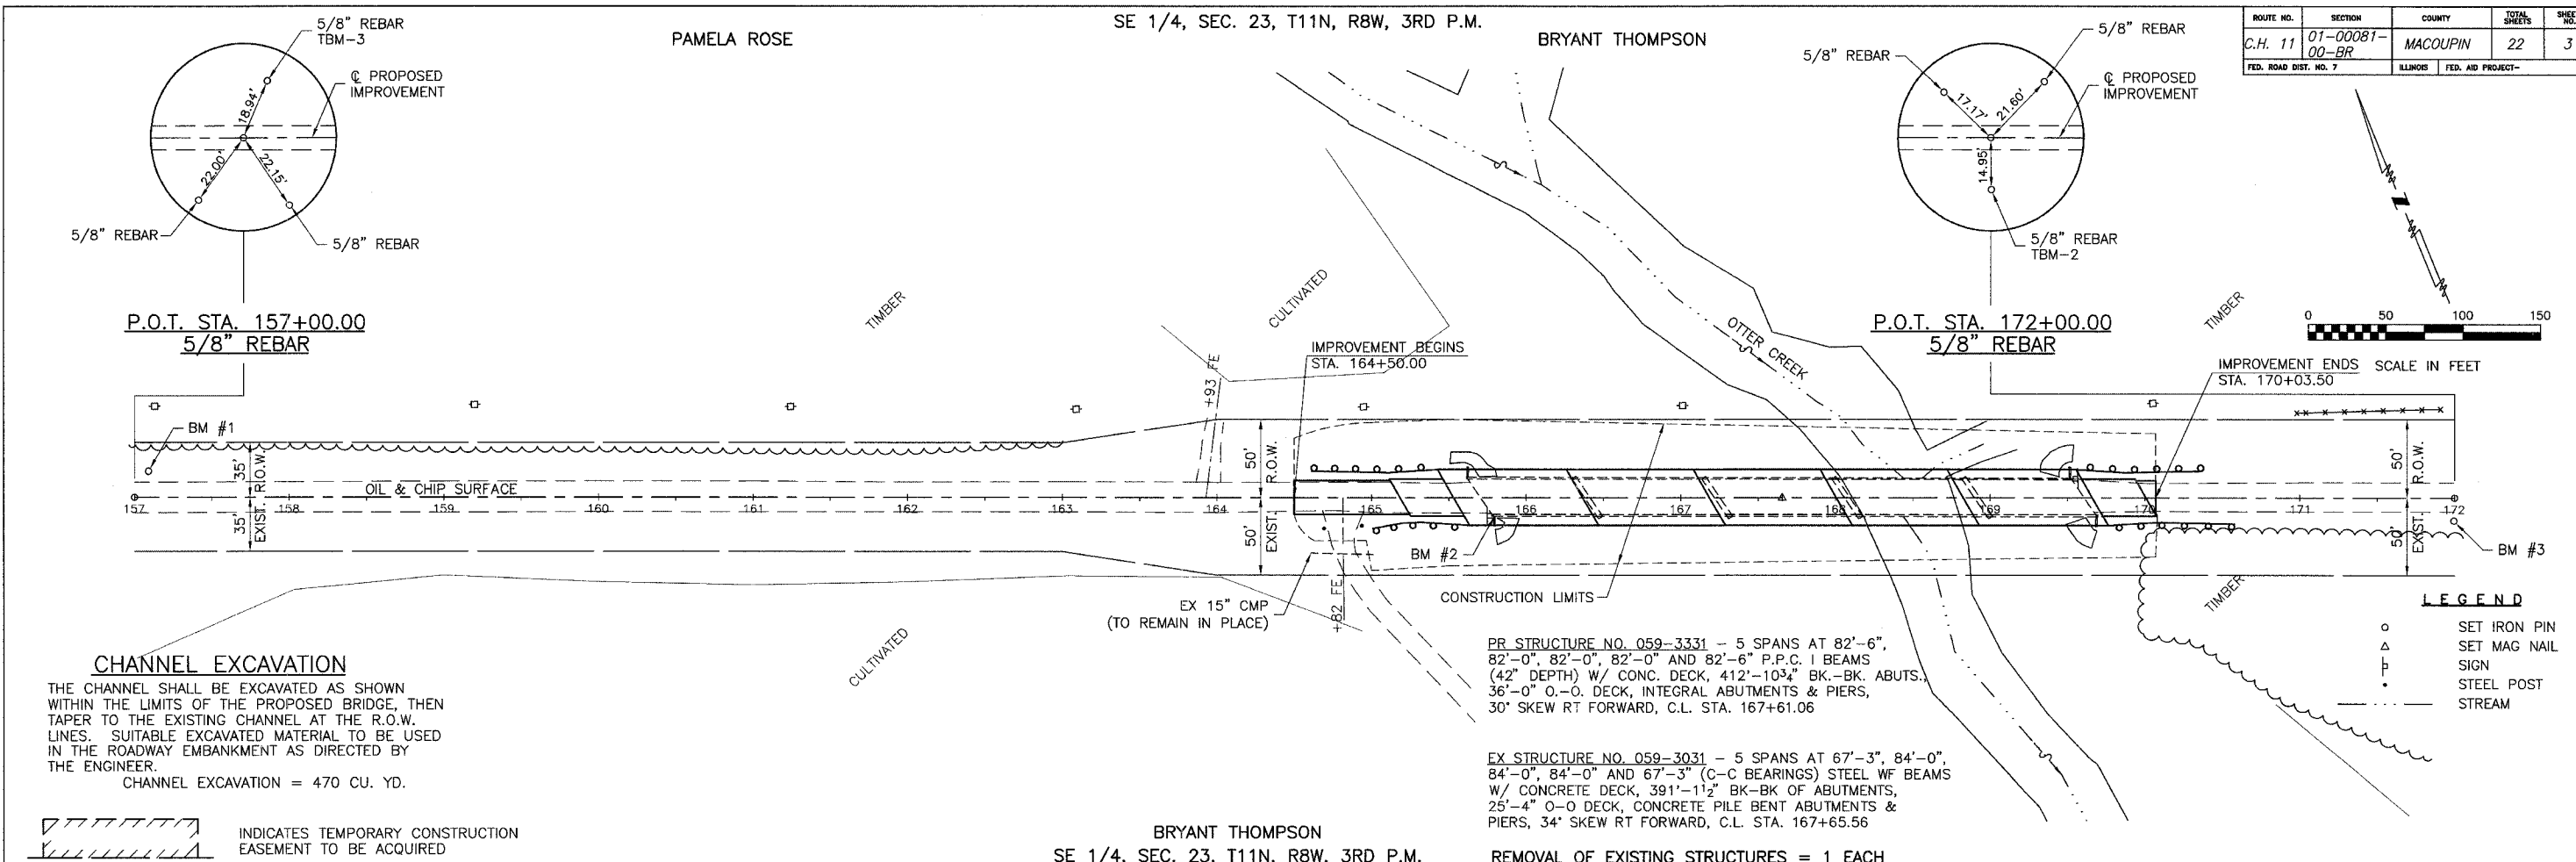 SE 1/4, SEC. 23, T11N, R8W, 3RD P.M.
PAMELA ROSE
BRYANT THOMPSON
ROUTE NO. SECTION COUNTY TOTAL SHEETS SHEET NO.
C.H. 11 01-00081-00-BR MACOUPIN 22 3
FED. ROAD DIST. NO. 7 ILLINOIS FED. AID PROJECT-
5/8" REBAR
TBM-3
℄ PROPOSED
IMPROVEMENT
18.94'
22.00'
22.15'
5/8" REBAR
5/8" REBAR
P.O.T. STA. 157+00.00
5/8" REBAR
5/8" REBAR
5/8" REBAR
℄ PROPOSED
IMPROVEMENT
17.17'
21.60'
14.95'
5/8" REBAR
TBM-2
P.O.T. STA. 172+00.00
5/8" REBAR
TIMBER
CULTIVATED
OTTER CREEK
TIMBER
0 50 100 150
SCALE IN FEET
IMPROVEMENT BEGINS
STA. 164+50.00
IMPROVEMENT ENDS
STA. 170+03.50
+93 FE
BM #1
35'
35'
EXIST. R.O.W.
OIL & CHIP SURFACE
50'
50'
EXIST. R.O.W.
50'
50'
EXIST. R.O.W.
157 158 159 160 161 162 163 164 165 166 167 168 169 170 171 172
BM #2
BM #3
EX 15" CMP
(TO REMAIN IN PLACE)
+82 FE
CONSTRUCTION LIMITS
CULTIVATED
TIMBER
CHANNEL EXCAVATION
THE CHANNEL SHALL BE EXCAVATED AS SHOWN
WITHIN THE LIMITS OF THE PROPOSED BRIDGE, THEN
TAPER TO THE EXISTING CHANNEL AT THE R.O.W.
LINES. SUITABLE EXCAVATED MATERIAL TO BE USED
IN THE ROADWAY EMBANKMENT AS DIRECTED BY
THE ENGINEER.
CHANNEL EXCAVATION = 470 CU. YD.
INDICATES TEMPORARY CONSTRUCTION
EASEMENT TO BE ACQUIRED
PR STRUCTURE NO. 059-3331 - 5 SPANS AT 82'-6",
82'-0", 82'-0", 82'-0" AND 82'-6" P.P.C. I BEAMS
(42" DEPTH) W/ CONC. DECK, 412'-10¾" BK.-BK. ABUTS.,
36'-0" O.-O. DECK, INTEGRAL ABUTMENTS & PIERS,
30° SKEW RT FORWARD, C.L. STA. 167+61.06
EX STRUCTURE NO. 059-3031 - 5 SPANS AT 67'-3", 84'-0",
84'-0", 84'-0" AND 67'-3" (C-C BEARINGS) STEEL WF BEAMS
W/ CONCRETE DECK, 391'-1½" BK-BK OF ABUTMENTS,
25'-4" O-O DECK, CONCRETE PILE BENT ABUTMENTS &
PIERS, 34° SKEW RT FORWARD, C.L. STA. 167+65.56
REMOVAL OF EXISTING STRUCTURES = 1 EACH
LEGEND
SET IRON PIN
SET MAG NAIL
SIGN
STEEL POST
STREAM
BRYANT THOMPSON
SE 1/4, SEC. 23, T11N, R8W, 3RD P.M.